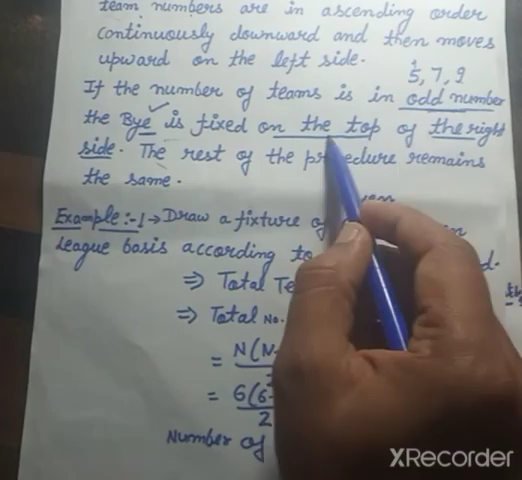 team numbers are in ascending order
continuously downward and then moves
upward on the left side.
5, 7, 9
If the number of teams is in odd number
the Bye is fixed on the top of the right
side. The rest of the procedure remains
the same.
Example:-1 → Draw a fixture of
League basis according to
⇒ Total
⇒ Total No.
= N(N-
= 6(6-
2
Number of
XRecorder